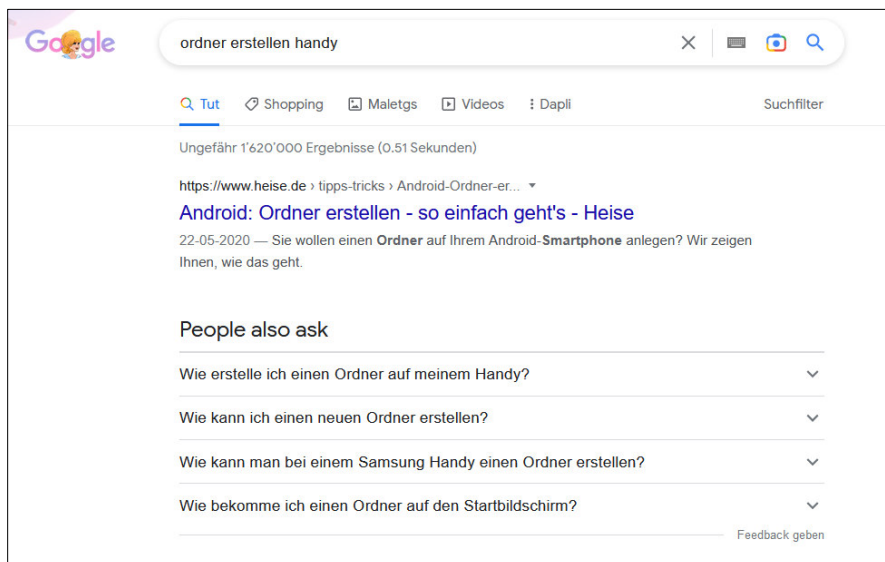 Google
ordner erstellen handy
Tut Shopping Maletgs Videos Dapli Suchfilter
Ungefähr 1'620'000 Ergebnisse (0.51 Sekunden)
https://www.heise.de › tipps-tricks › Android-Ordner-er...
Android: Ordner erstellen - so einfach geht's - Heise
22-05-2020 — Sie wollen einen Ordner auf Ihrem Android-Smartphone anlegen? Wir zeigen
Ihnen, wie das geht.
People also ask
Wie erstelle ich einen Ordner auf meinem Handy?
Wie kann ich einen neuen Ordner erstellen?
Wie kann man bei einem Samsung Handy einen Ordner erstellen?
Wie bekomme ich einen Ordner auf den Startbildschirm?
Feedback geben